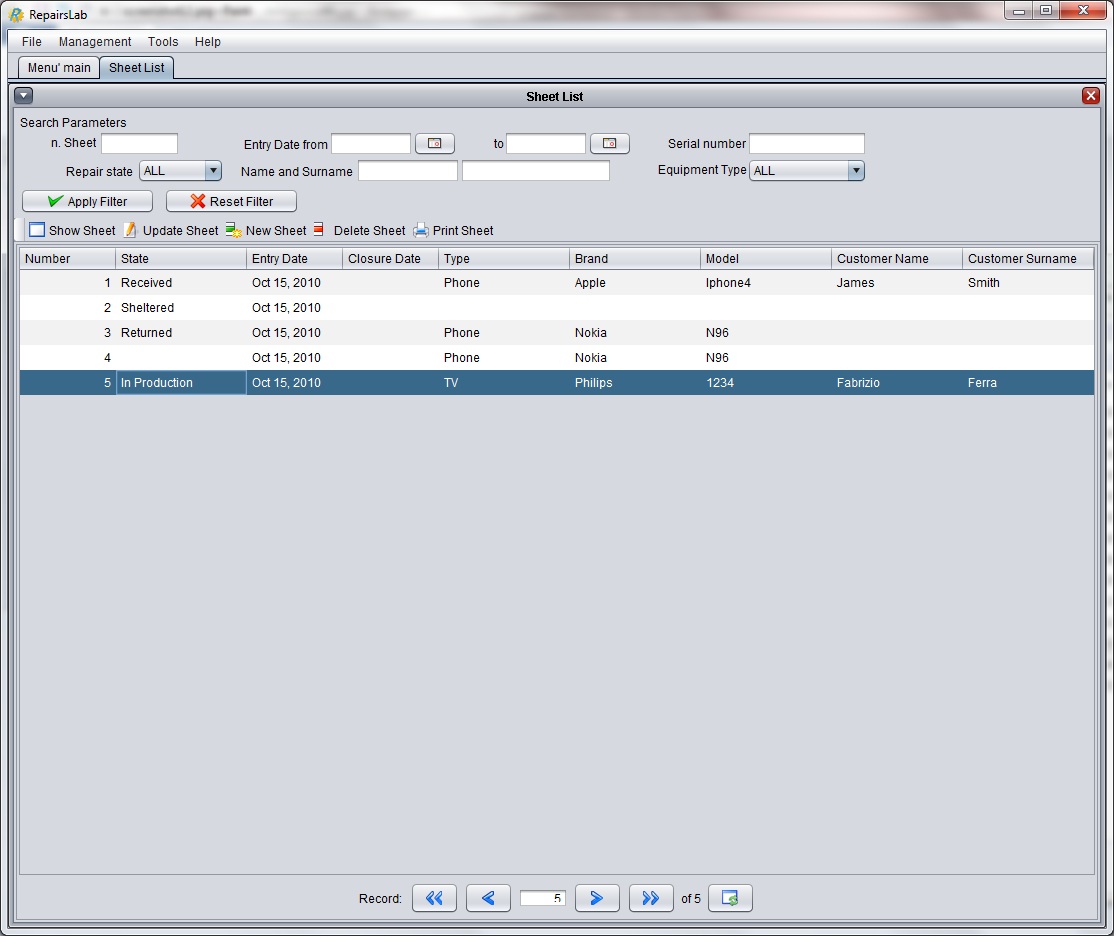 RepairsLab
File Management Tools Help
Menu' main Sheet List
Sheet List
Search Parameters
n. Sheet Entry Date from to Serial number
Repair state ALL Name and Surname Equipment Type ALL
Apply Filter Reset Filter
Show Sheet Update Sheet New Sheet Delete Sheet Print Sheet
Number State Entry Date Closure Date Type Brand Model Customer Name Customer Surname
1 Received Oct 15, 2010 Phone Apple Iphone4 James Smith
2 Sheltered Oct 15, 2010
3 Returned Oct 15, 2010 Phone Nokia N96
4 Oct 15, 2010 Phone Nokia N96
5 In Production Oct 15, 2010 TV Philips 1234 Fabrizio Ferra
Record: 5 of 5